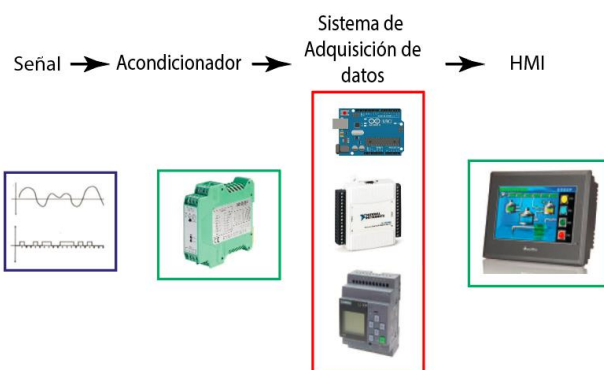 Señal
Acondicionador
Sistema de
Adquisición de
datos
HMI